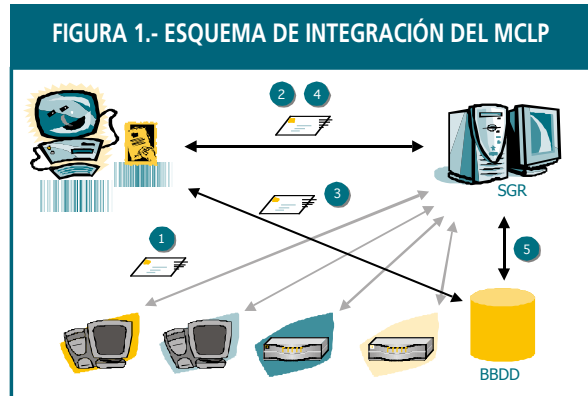 FIGURA 1.- ESQUEMA DE INTEGRACIÓN DEL MCLP
2 4
SGR
3
1
5
BBDD